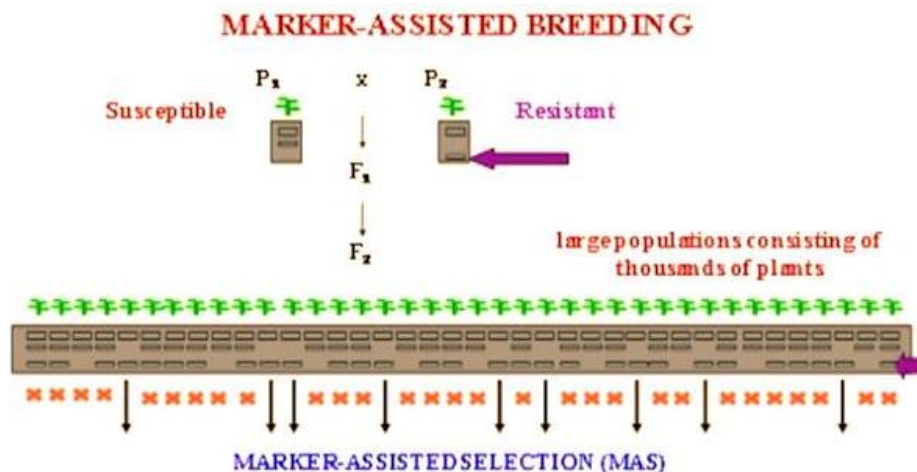 MARKER-ASSISTED BREEDING
P₁ x P₂
Susceptible Resistant
F₁
F₂
large populations consisting of
thousands of plants
MARKER-ASSISTED SELECTION (MAS)